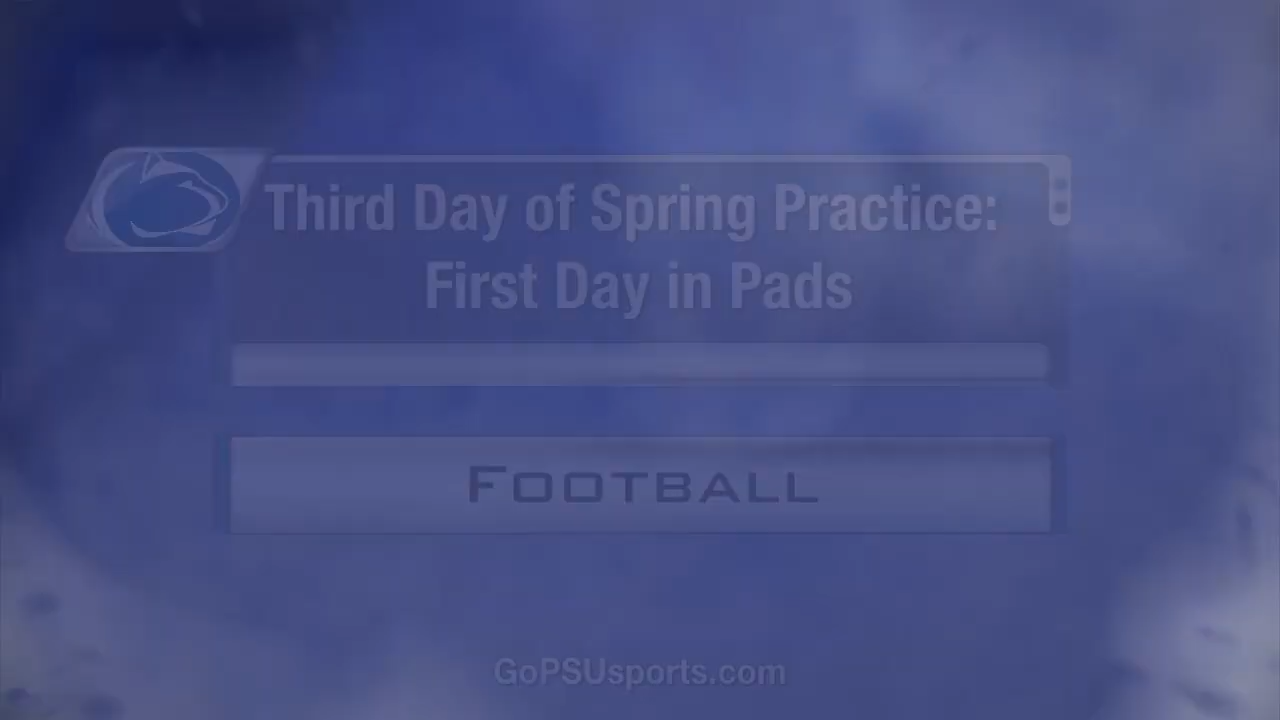 Third Day of Spring Practice:
First Day in Pads
FOOTBALL
GoPSUsports.com